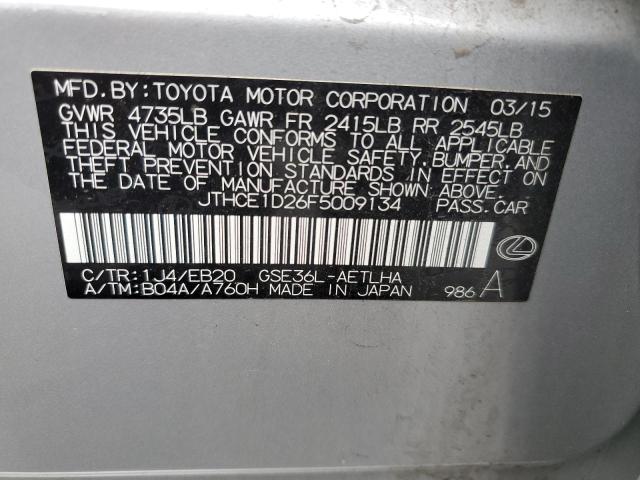 MFD. BY: TOYOTA MOTOR CORPORATION 03/15
GVWR 4735LB GAWR FR 2415LB RR 2545LB
THIS VEHICLE CONFORMS TO ALL APPLICABLE
FEDERAL MOTOR VEHICLE SAFETY, BUMPER, AND
THEFT PREVENTION STANDARDS IN EFFECT ON
THE DATE OF MANUFACTURE SHOWN ABOVE.
JTHCE1D26F5009134 PASS. CAR
C/TR: 1J4/EB20 GSE36L-AETLHA
A/TM: B04A/A760H MADE IN JAPAN 986 A